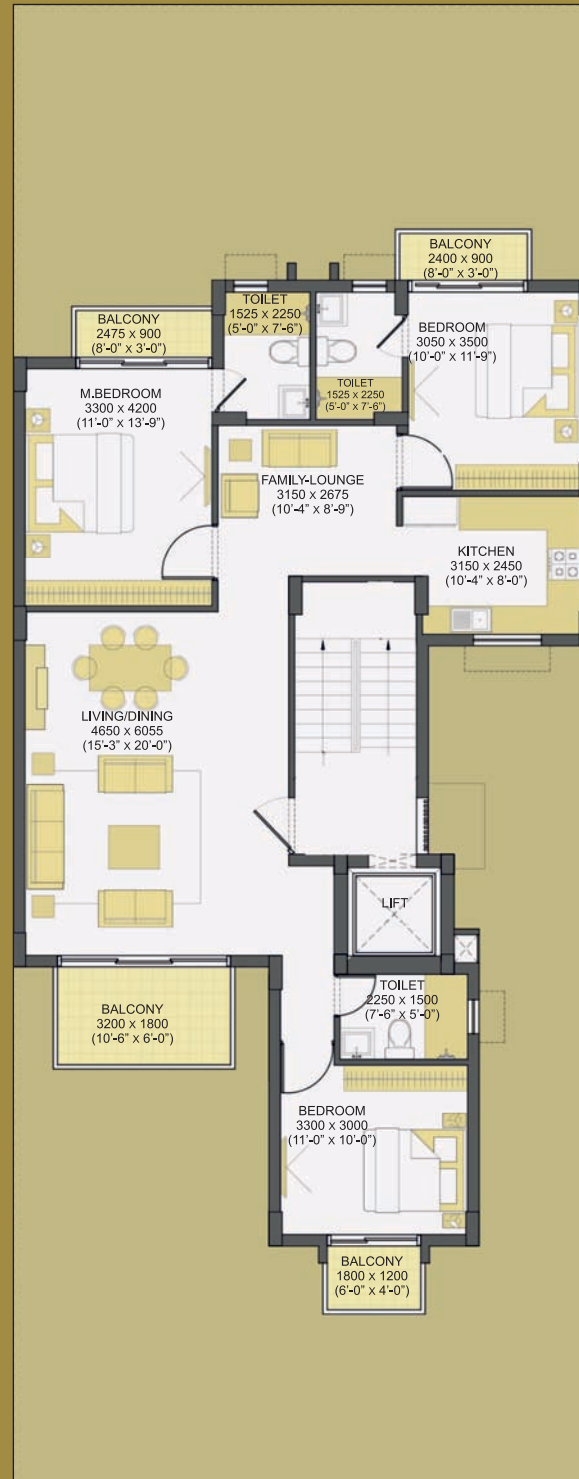 BALCONY
2400 x 900
(8'-0" x 3'-0")
TOILET
1525 x 2250
(5'-0" x 7'-6")
BALCONY
2475 x 900
(8'-0" x 3'-0")
BEDROOM
3050 x 3500
(10'-0" x 11'-9")
M.BEDROOM
3300 x 4200
(11'-0" x 13'-9")
TOILET
1525 x 2250
(5'-0" x 7'-6")
FAMILY-LOUNGE
3150 x 2675
(10'-4" x 8'-9")
KITCHEN
3150 x 2450
(10'-4" x 8'-0")
LIVING/DINING
4650 x 6055
(15'-3" x 20'-0")
LIFT
TOILET
2250 x 1500
(7'-6" x 5'-0")
BALCONY
3200 x 1800
(10'-6" x 6'-0")
BEDROOM
3300 x 3000
(11'-0" x 10'-0")
BALCONY
1800 x 1200
(6'-0" x 4'-0")